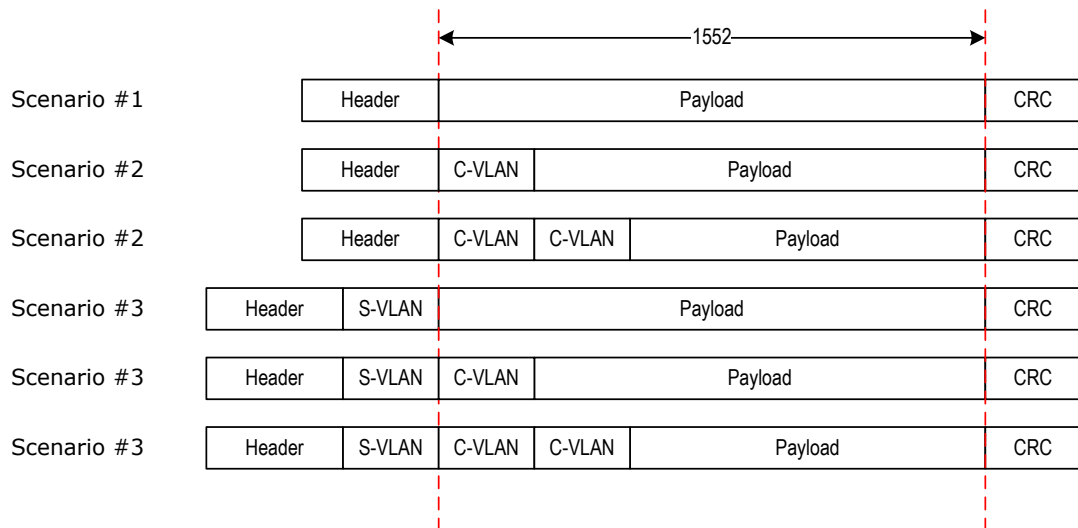 1552
Scenario #1 Header Payload CRC
Scenario #2 Header C-VLAN Payload CRC
Scenario #2 Header C-VLAN C-VLAN Payload CRC
Scenario #3 Header S-VLAN Payload CRC
Scenario #3 Header S-VLAN C-VLAN Payload CRC
Scenario #3 Header S-VLAN C-VLAN C-VLAN Payload CRC